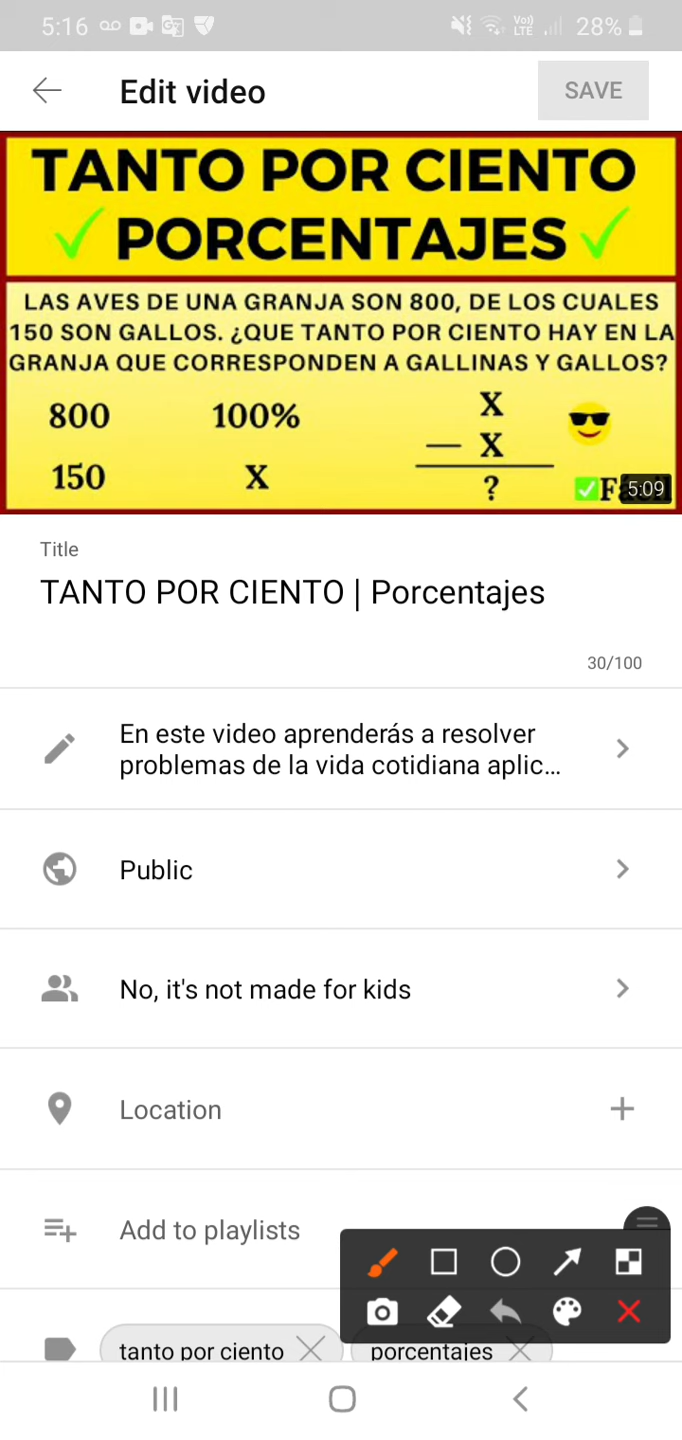 5:16
Vo))
LTE
28%
Edit video
SAVE
TANTO POR CIENTO
PORCENTAJES
LAS AVES DE UNA GRANJA SON 800, DE LOS CUALES
150 SON GALLOS. ¿QUE TANTO POR CIENTO HAY EN LA
GRANJA QUE CORRESPONDEN A GALLINAS Y GALLOS?
800 100% X
— X
150 X ?
5:09
Title
TANTO POR CIENTO | Porcentajes
30/100
En este video aprenderás a resolver
problemas de la vida cotidiana aplic...
Public
No, it's not made for kids
Location
Add to playlists
tanto por ciento
porcentajes